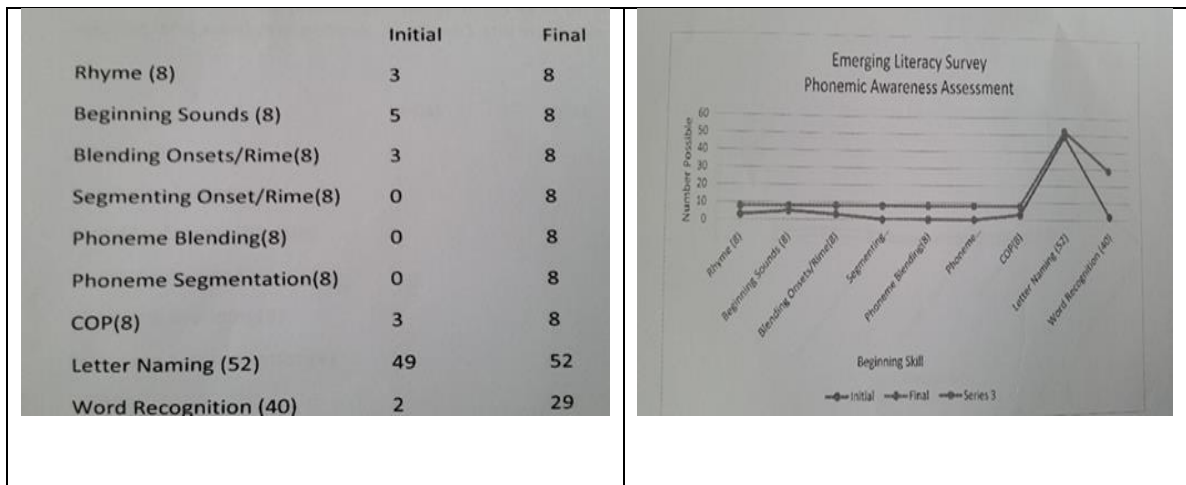 Initial Final
Rhyme (8) 3 8
Beginning Sounds (8) 5 8
Blending Onsets/Rime(8) 3 8
Segmenting Onset/Rime(8) 0 8
Phoneme Blending(8) 0 8
Phoneme Segmentation(8) 0 8
COP(8) 3 8
Letter Naming (52) 49 52
Word Recognition (40) 2 29
Emerging Literacy Survey
Phonemic Awareness Assessment
Number Possible
60
50
40
30
20
10
0
Rhyme (8)
Beginning Sounds (8)
Blending Onsets/Rime(8)
Segmenting...
Phoneme Blending(8)
Phoneme...
COP(8)
Letter Naming (52)
Word Recognition (40)
Beginning Skill
Initial Final Series 3